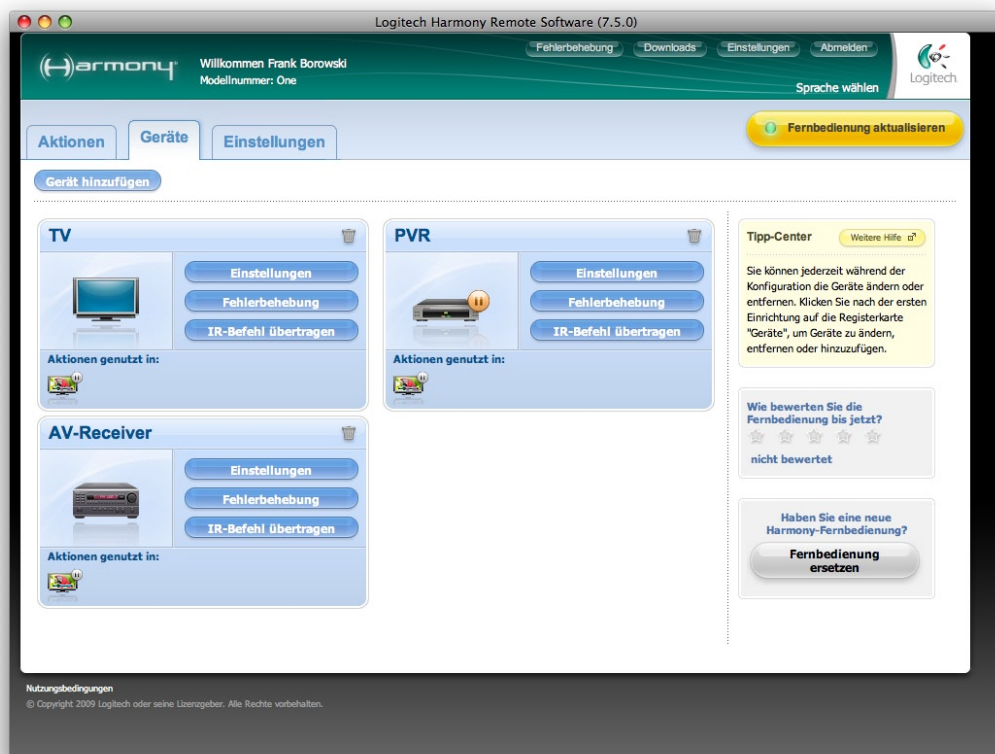 Logitech Harmony Remote Software (7.5.0)
Harmony
Willkommen Frank Borowski
Modellnummer: One
Fehlerbehebung
Downloads
Einstellungen
Abmelden
Sprache wählen
Logitech
Aktionen
Geräte
Einstellungen
Fernbedienung aktualisieren
Gerät hinzufügen
TV
Einstellungen
Fehlerbehebung
IR-Befehl übertragen
Aktionen genutzt in:
PVR
Einstellungen
Fehlerbehebung
IR-Befehl übertragen
Aktionen genutzt in:
AV-Receiver
Einstellungen
Fehlerbehebung
IR-Befehl übertragen
Aktionen genutzt in:
Tipp-Center
Weitere Hilfe
Sie können jederzeit während der
Konfiguration die Geräte ändern oder
entfernen. Klicken Sie nach der ersten
Einrichtung auf die Registerkarte
"Geräte", um Geräte zu ändern,
entfernen oder hinzuzufügen.
Wie bewerten Sie die
Fernbedienung bis jetzt?
nicht bewertet
Haben Sie eine neue
Harmony-Fernbedienung?
Fernbedienung
ersetzen
Nutzungsbedingungen
© Copyright 2009 Logitech oder seine Lizenzgeber. Alle Rechte vorbehalten.